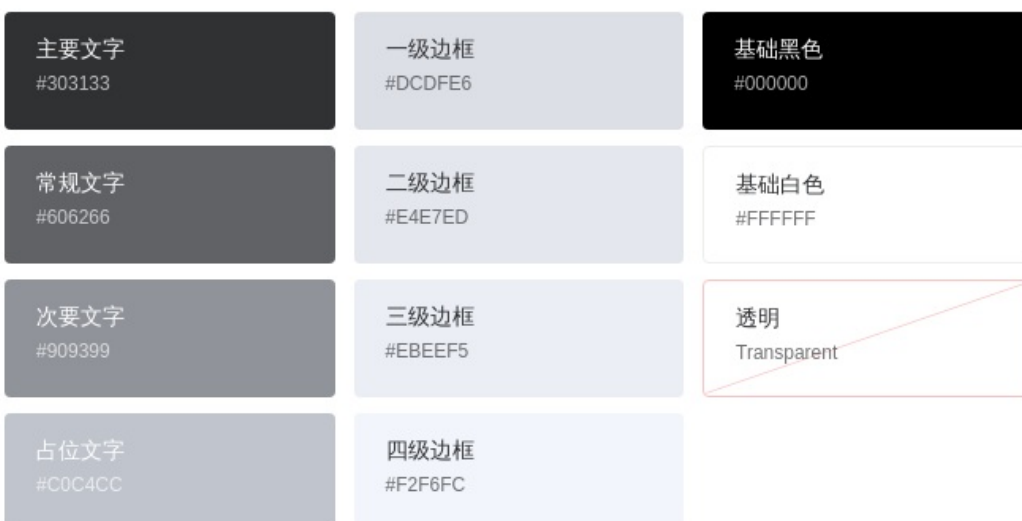 主要文字
#303133
一级边框
#DCDFE6
基础黑色
#000000
常规文字
#606266
二级边框
#E4E7ED
基础白色
#FFFFFF
次要文字
#909399
三级边框
#EBEEF5
透明
Transparent
占位文字
#C0C4CC
四级边框
#F2F6FC